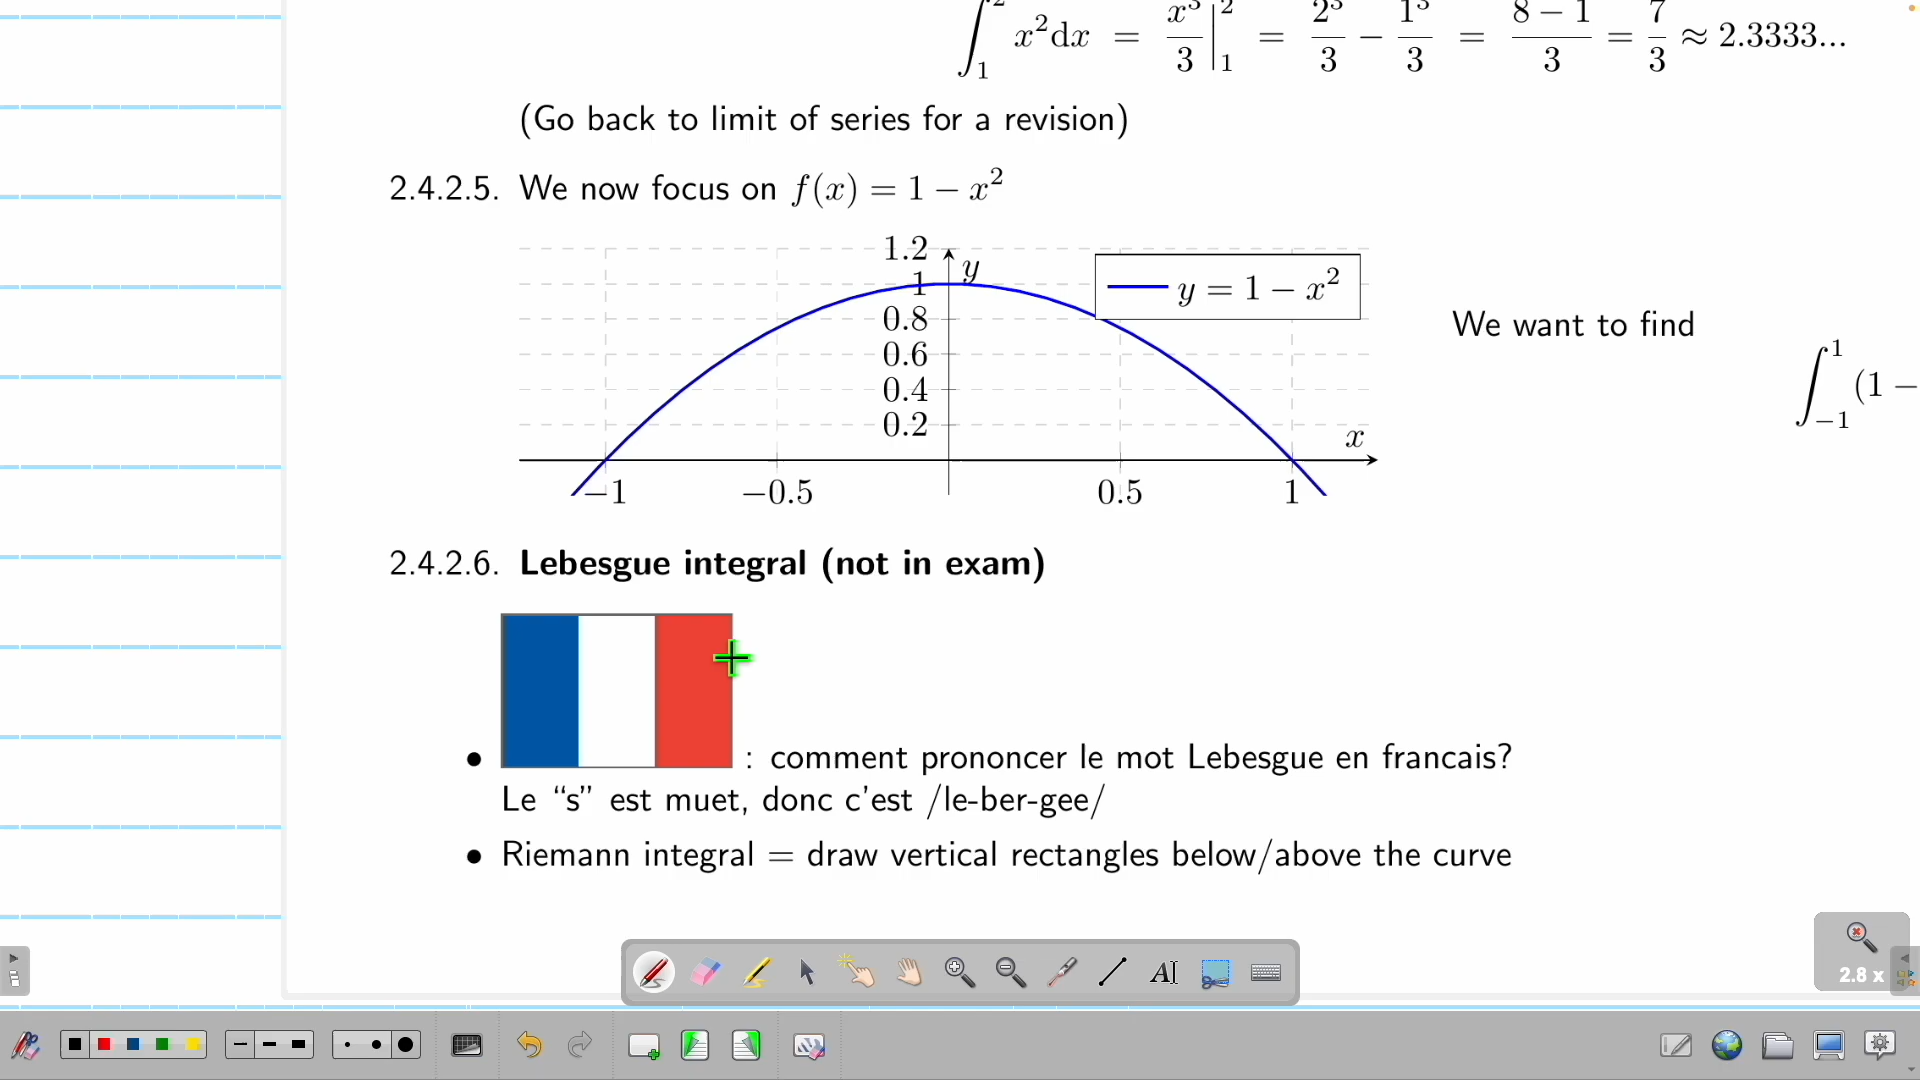 ∫₁² x²dx = x³/3 |₁² = 2³/3 − 1³/3 = (8 − 1)/3 = 7/3 ≈ 2.3333...
(Go back to limit of series for a revision)
2.4.2.5. We now focus on f(x) = 1 − x²
1.2
y
1
y = 1 − x²
0.8
0.6
0.4
0.2
x
−1 −0.5 0.5 1
We want to find
∫₋₁¹ (1 −
2.4.2.6. Lebesgue integral (not in exam)
• : comment prononcer le mot Lebesgue en francais?
Le “s” est muet, donc c'est /le-ber-gee/
• Riemann integral = draw vertical rectangles below/above the curve
AI
2.8 x